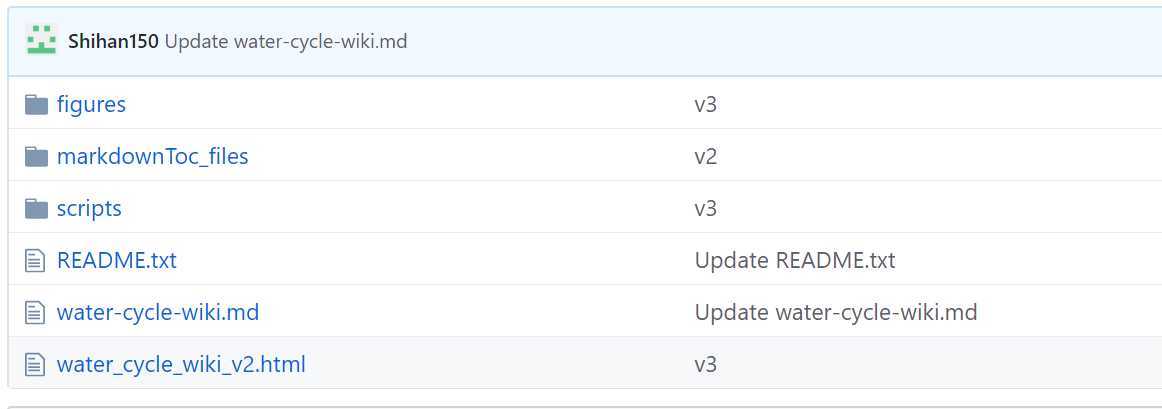 Shihan150 Update water-cycle-wiki.md
figures v3
markdownToc_files v2
scripts v3
README.txt Update README.txt
water-cycle-wiki.md Update water-cycle-wiki.md
water_cycle_wiki_v2.html v3